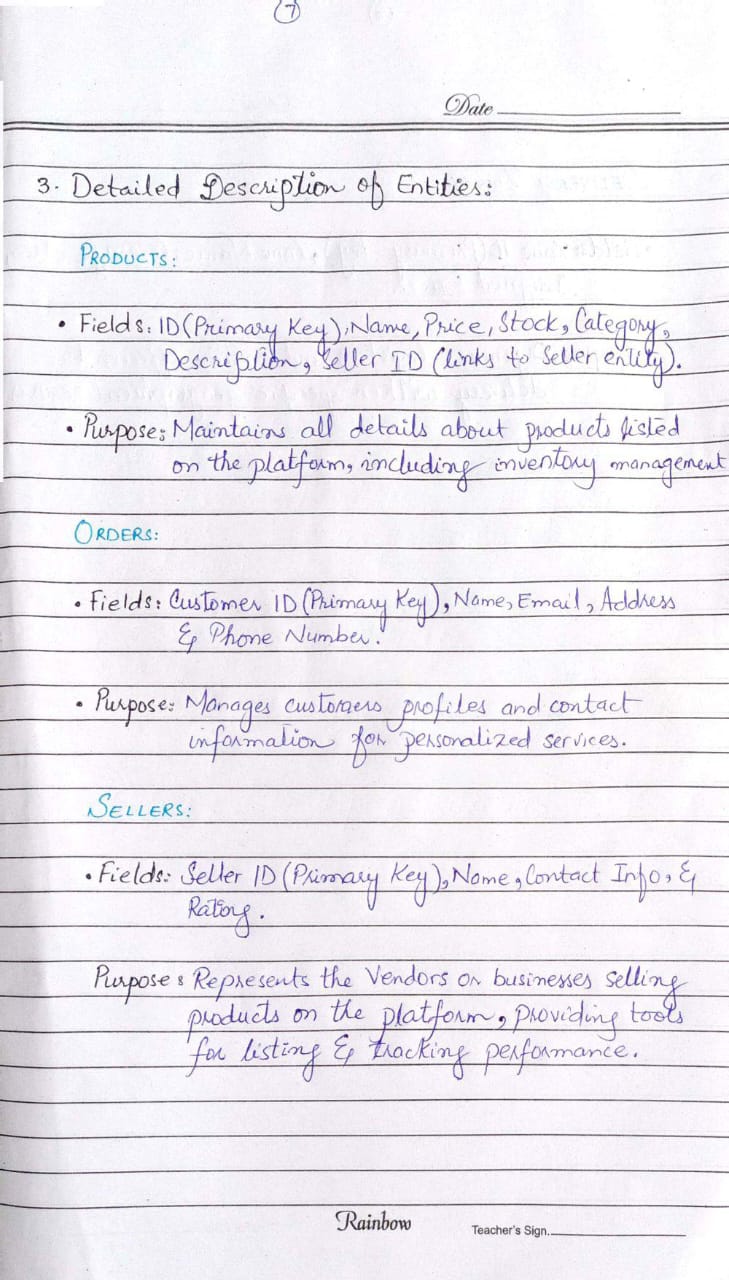 7
Date
3. Detailed Description of Entities:
PRODUCTS:
• Fields: ID (Primary Key), Name, Price, Stock, Category,
Description, Seller ID (links to Seller entity).
• Purpose: Maintains all details about products listed
on the platform, including inventory management
ORDERS:
• Fields: Customer ID (Primary Key), Name, Email, Address
& Phone Number.
• Purpose: Manages customers profiles and contact
information for personalized services.
SELLERS:
• Fields: Seller ID (Primary Key), Name, Contact Info, &
Rating.
Purpose: Represents the Vendors or businesses selling
products on the platform, providing tools
for listing & tracking performance.
Rainbow
Teacher's Sign.